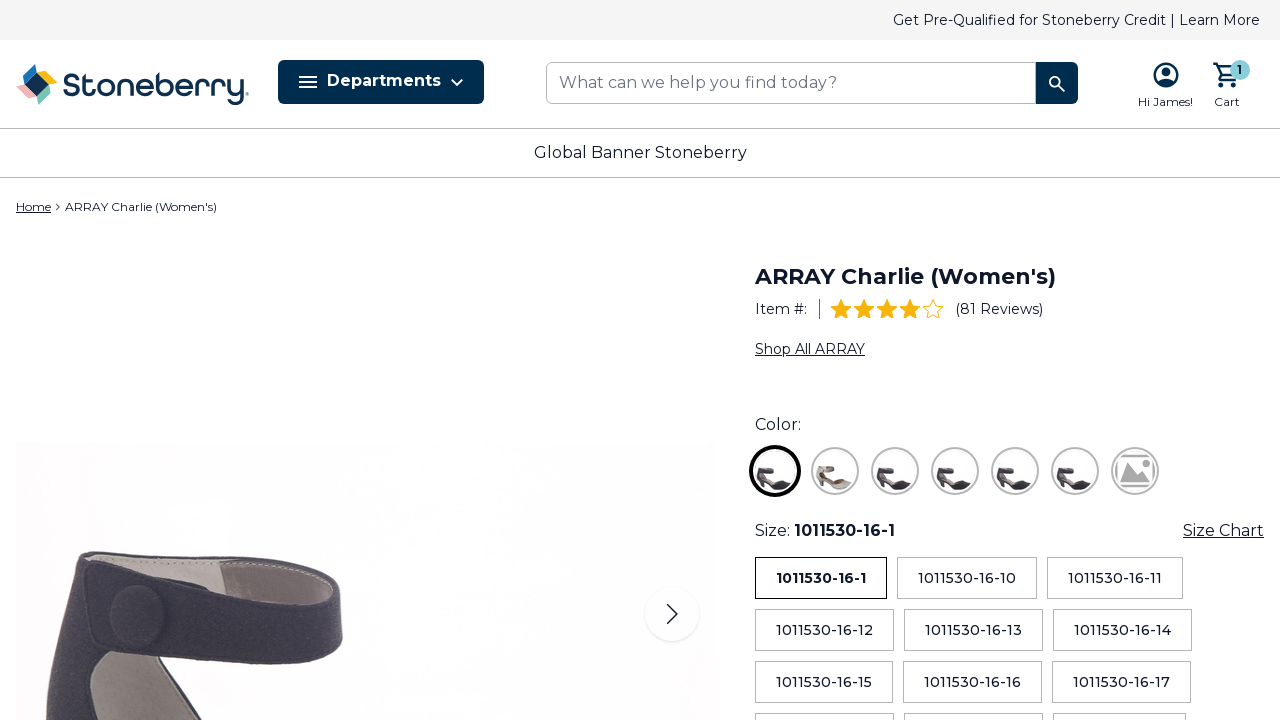 Get Pre-Qualified for Stoneberry Credit | Learn More
Stoneberry®
Departments
What can we help you find today?
Hi James!
1
Cart
Global Banner Stoneberry
Home > ARRAY Charlie (Women's)
ARRAY Charlie (Women's)
Item #: (81 Reviews)
Shop All ARRAY
Color:
Size: 1011530-16-1 Size Chart
1011530-16-1 1011530-16-10 1011530-16-11
1011530-16-12 1011530-16-13 1011530-16-14
1011530-16-15 1011530-16-16 1011530-16-17